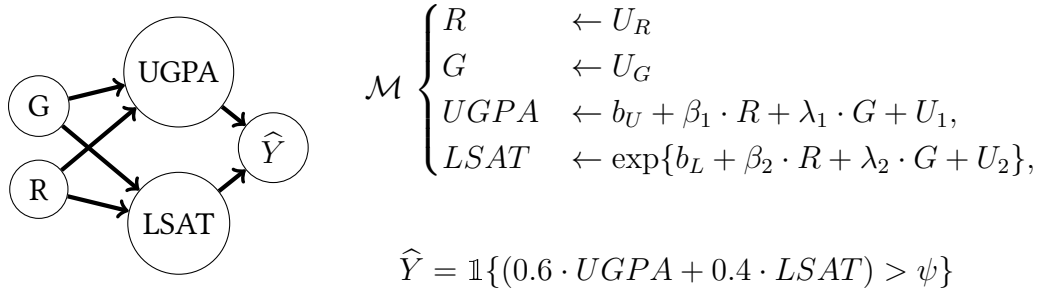 G
R
UGPA
LSAT
Ŷ
ℳ { R ← U_R
G ← U_G
UGPA ← b_U + β_1 · R + λ_1 · G + U_1,
LSAT ← exp{b_L + β_2 · R + λ_2 · G + U_2},
Ŷ = 𝟙{(0.6 · UGPA + 0.4 · LSAT) > ψ}